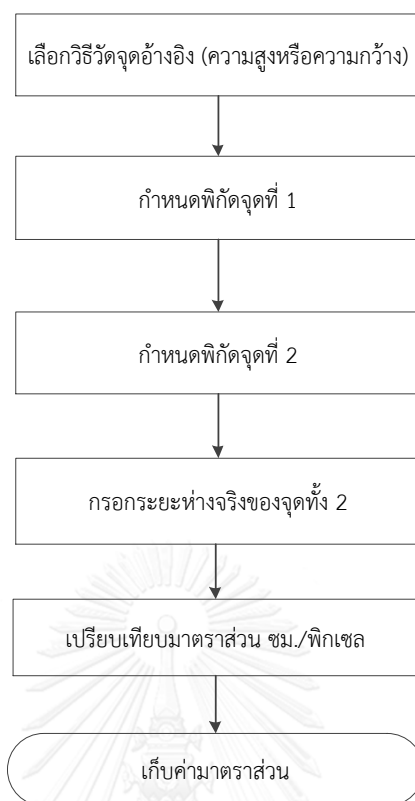 เลือกวิธีวัดจุดอ้างอิง (ความสูงหรือความกว้าง)
กำหนดพิกัดจุดที่ 1
กำหนดพิกัดจุดที่ 2
กรอกระยะห่างจริงของจุดทั้ง 2
เปรียบเทียบมาตราส่วน ซม./พิกเซล
เก็บค่ามาตราส่วน